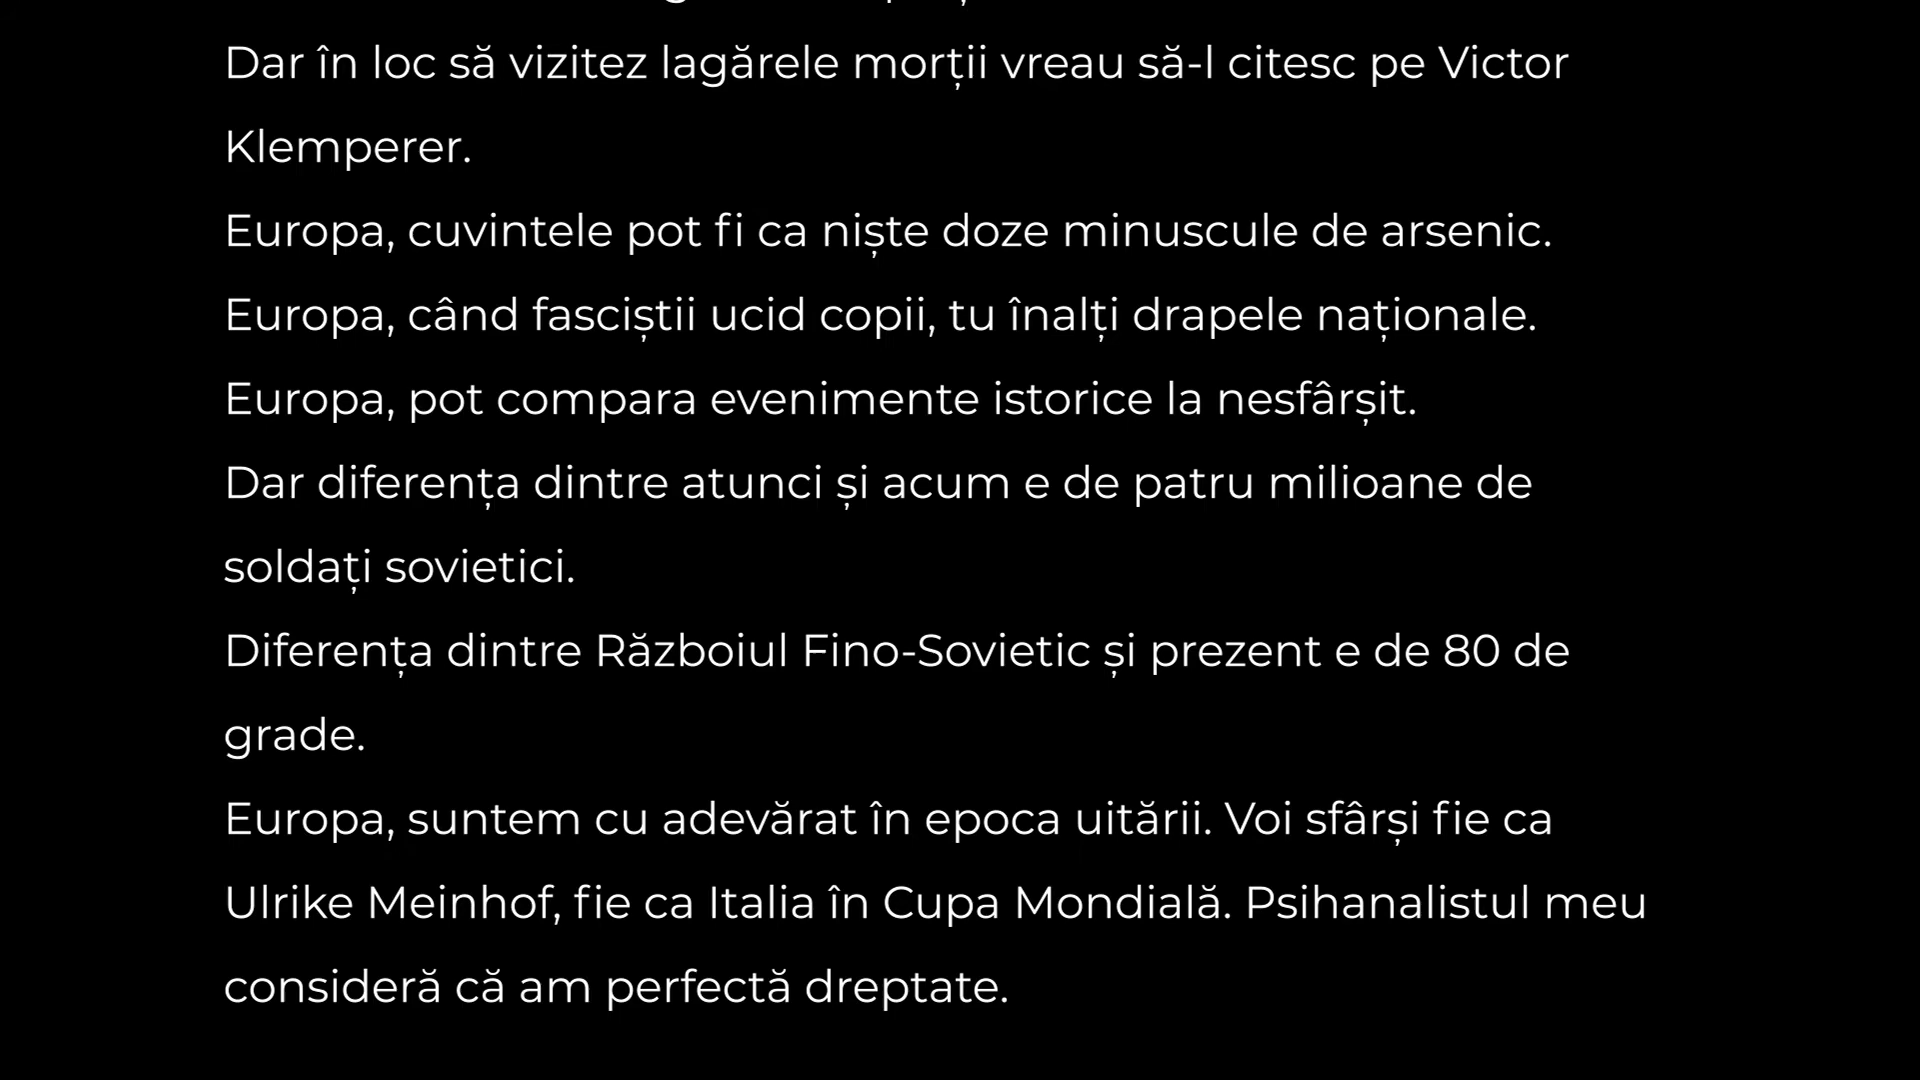 Dar în loc să vizitez lagărele morții vreau să-l citesc pe Victor
Klemperer.
Europa, cuvintele pot fi ca niște doze minuscule de arsenic.
Europa, când fasciștii ucid copii, tu înalți drapele naționale.
Europa, pot compara evenimente istorice la nesfârșit.
Dar diferența dintre atunci și acum e de patru milioane de
soldați sovietici.
Diferența dintre Războiul Fino-Sovietic și prezent e de 80 de
grade.
Europa, suntem cu adevărat în epoca uitării. Voi sfârși fie ca
Ulrike Meinhof, fie ca Italia în Cupa Mondială. Psihanalistul meu
consideră că am perfectă dreptate.